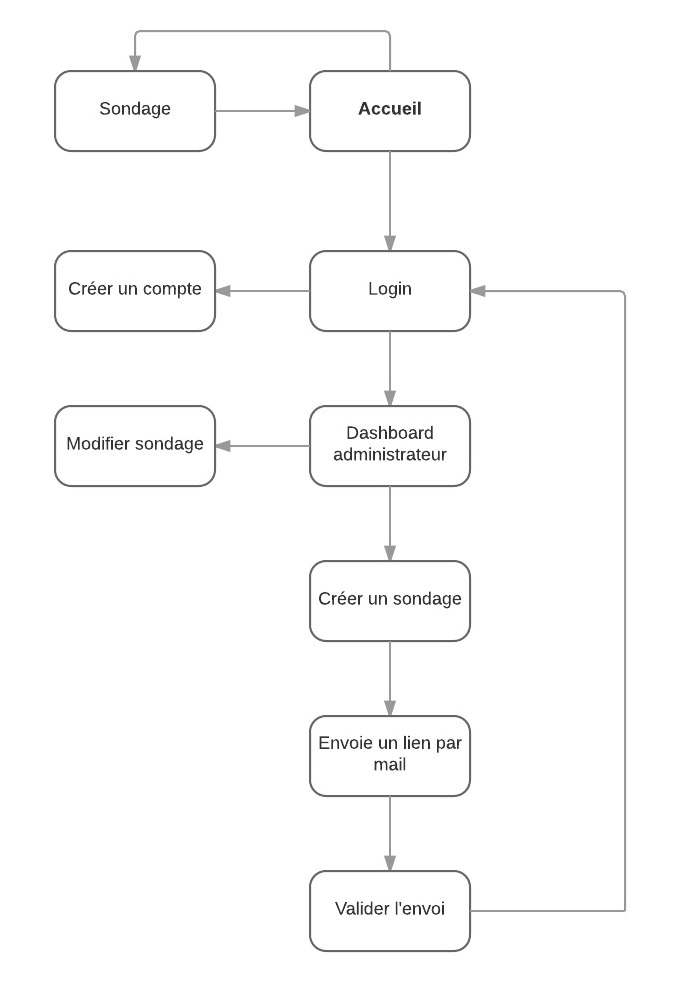 Sondage
Accueil
Créer un compte
Login
Modifier sondage
Dashboard
administrateur
Créer un sondage
Envoie un lien par
mail
Valider l'envoi